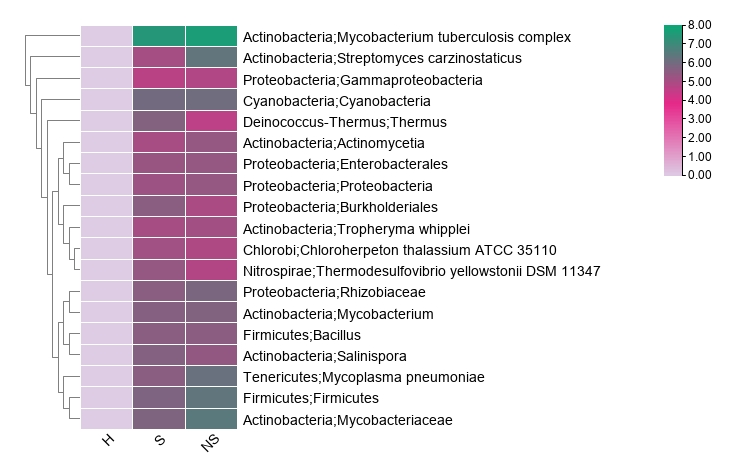 Actinobacteria;Mycobacterium tuberculosis complex
Actinobacteria;Streptomyces carzinostaticus
Proteobacteria;Gammaproteobacteria
Cyanobacteria;Cyanobacteria
Deinococcus-Thermus;Thermus
Actinobacteria;Actinomycetia
Proteobacteria;Enterobacterales
Proteobacteria;Proteobacteria
Proteobacteria;Burkholderiales
Actinobacteria;Tropheryma whipplei
Chlorobi;Chloroherpeton thalassium ATCC 35110
Nitrospirae;Thermodesulfovibrio yellowstonii DSM 11347
Proteobacteria;Rhizobiaceae
Actinobacteria;Mycobacterium
Firmicutes;Bacillus
Actinobacteria;Salinispora
Tenericutes;Mycoplasma pneumoniae
Firmicutes;Firmicutes
Actinobacteria;Mycobacteriaceae
H
S
NS
8.00
7.00
6.00
5.00
4.00
3.00
2.00
1.00
0.00